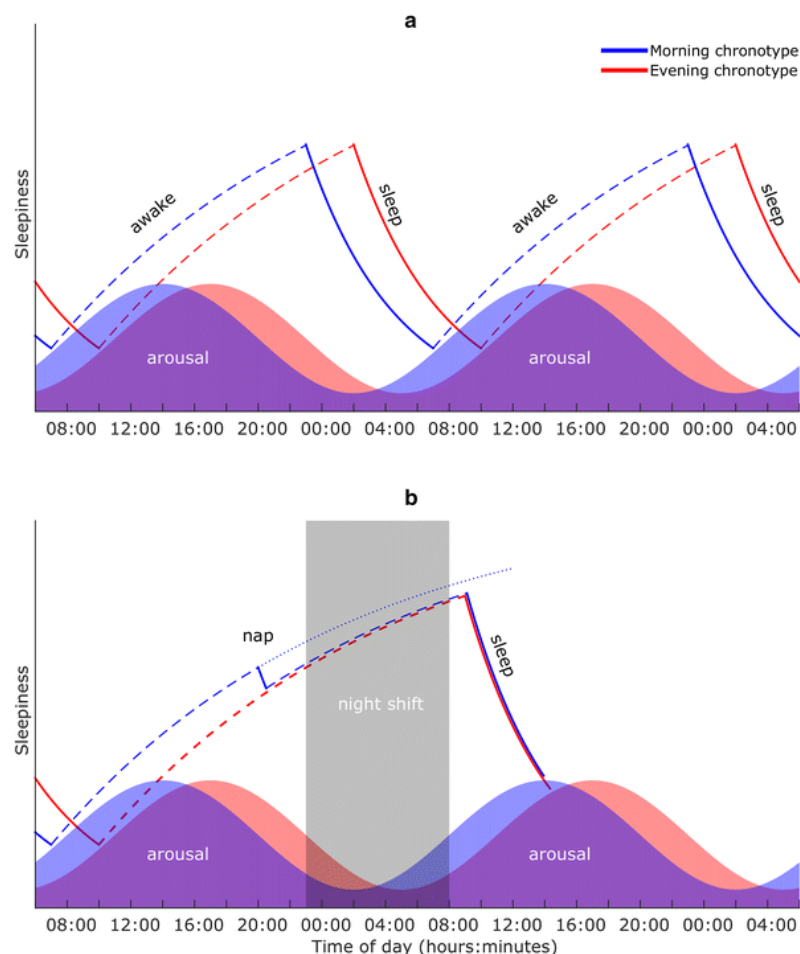 a
Morning chronotype
Evening chronotype
Sleepiness
awake
sleep
awake
sleep
arousal
arousal
08:00 12:00 16:00 20:00 00:00 04:00 08:00 12:00 16:00 20:00 00:00 04:00
b
Sleepiness
nap
sleep
night shift
arousal
arousal
08:00 12:00 16:00 20:00 00:00 04:00 08:00 12:00 16:00 20:00 00:00 04:00
Time of day (hours:minutes)